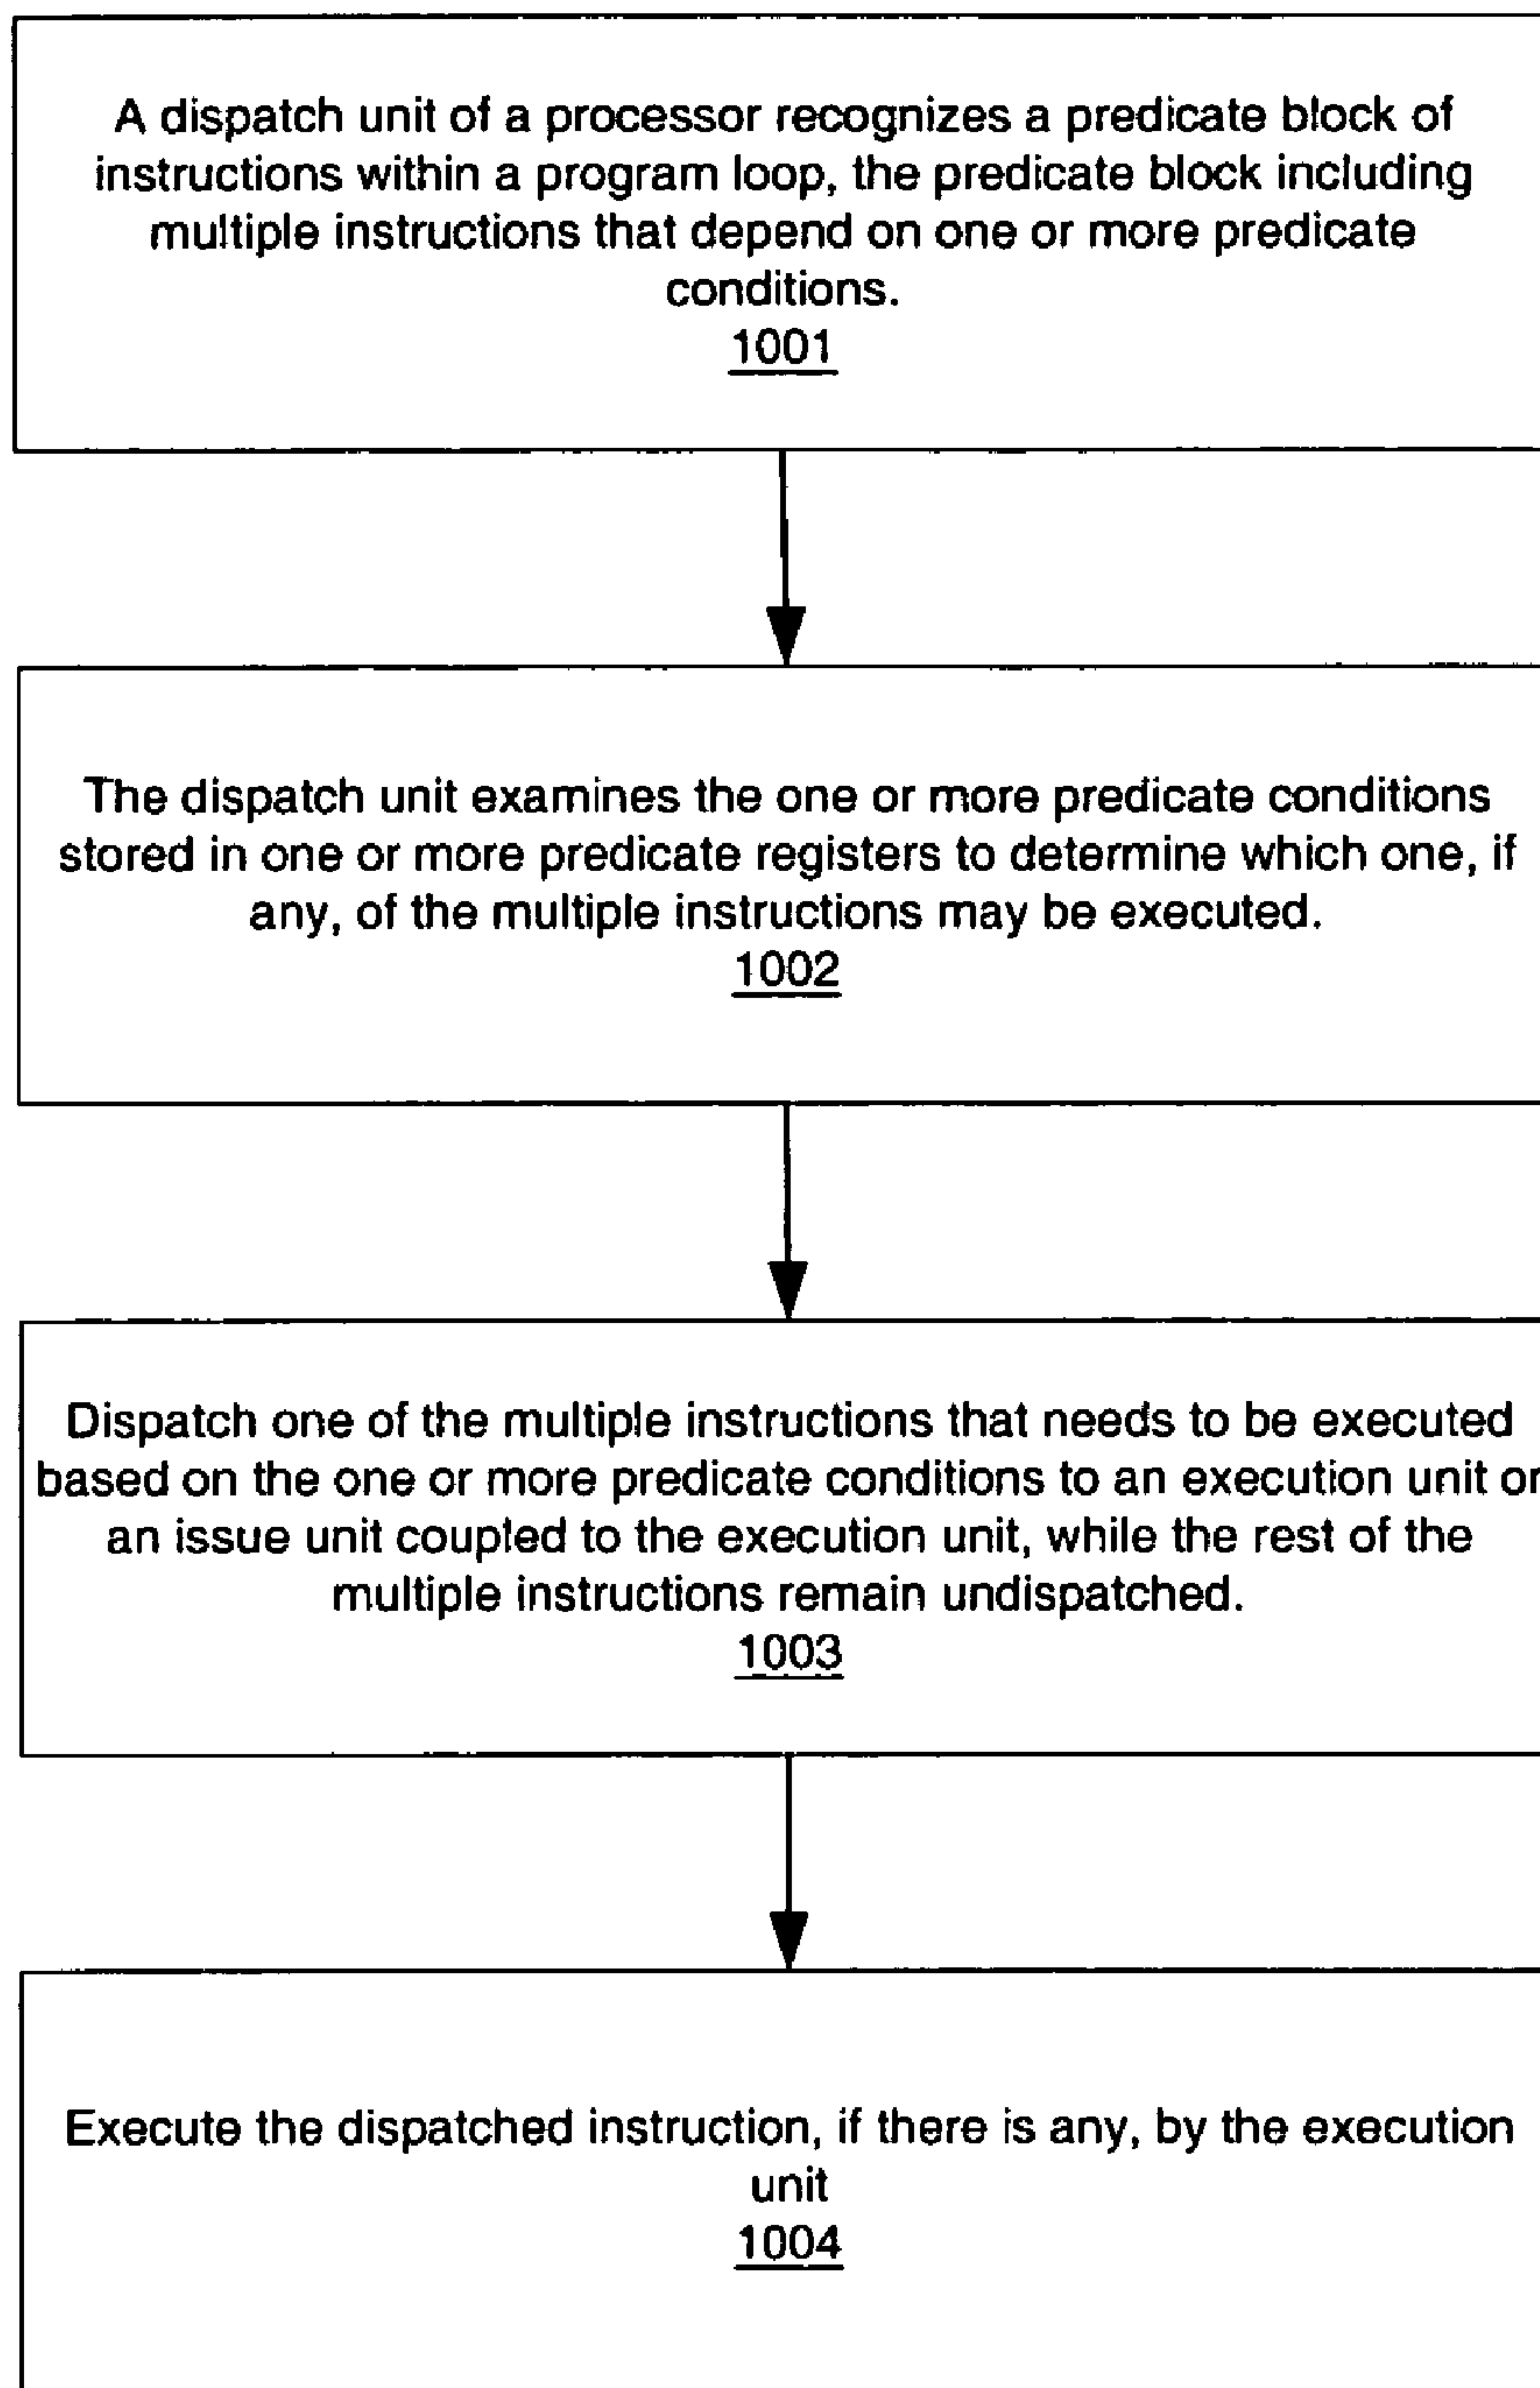 A dispatch unit of a processor recognizes a predicate block of
instructions within a program loop, the predicate block including
multiple instructions that depend on one or more predicate
conditions.
1001
The dispatch unit examines the one or more predicate conditions
stored in one or more predicate registers to determine which one, if
any, of the multiple instructions may be executed.
1002
Dispatch one of the multiple instructions that needs to be executed
based on the one or more predicate conditions to an execution unit or
an issue unit coupled to the execution unit, while the rest of the
multiple instructions remain undispatched.
1003
Execute the dispatched instruction, if there is any, by the execution
unit
1004